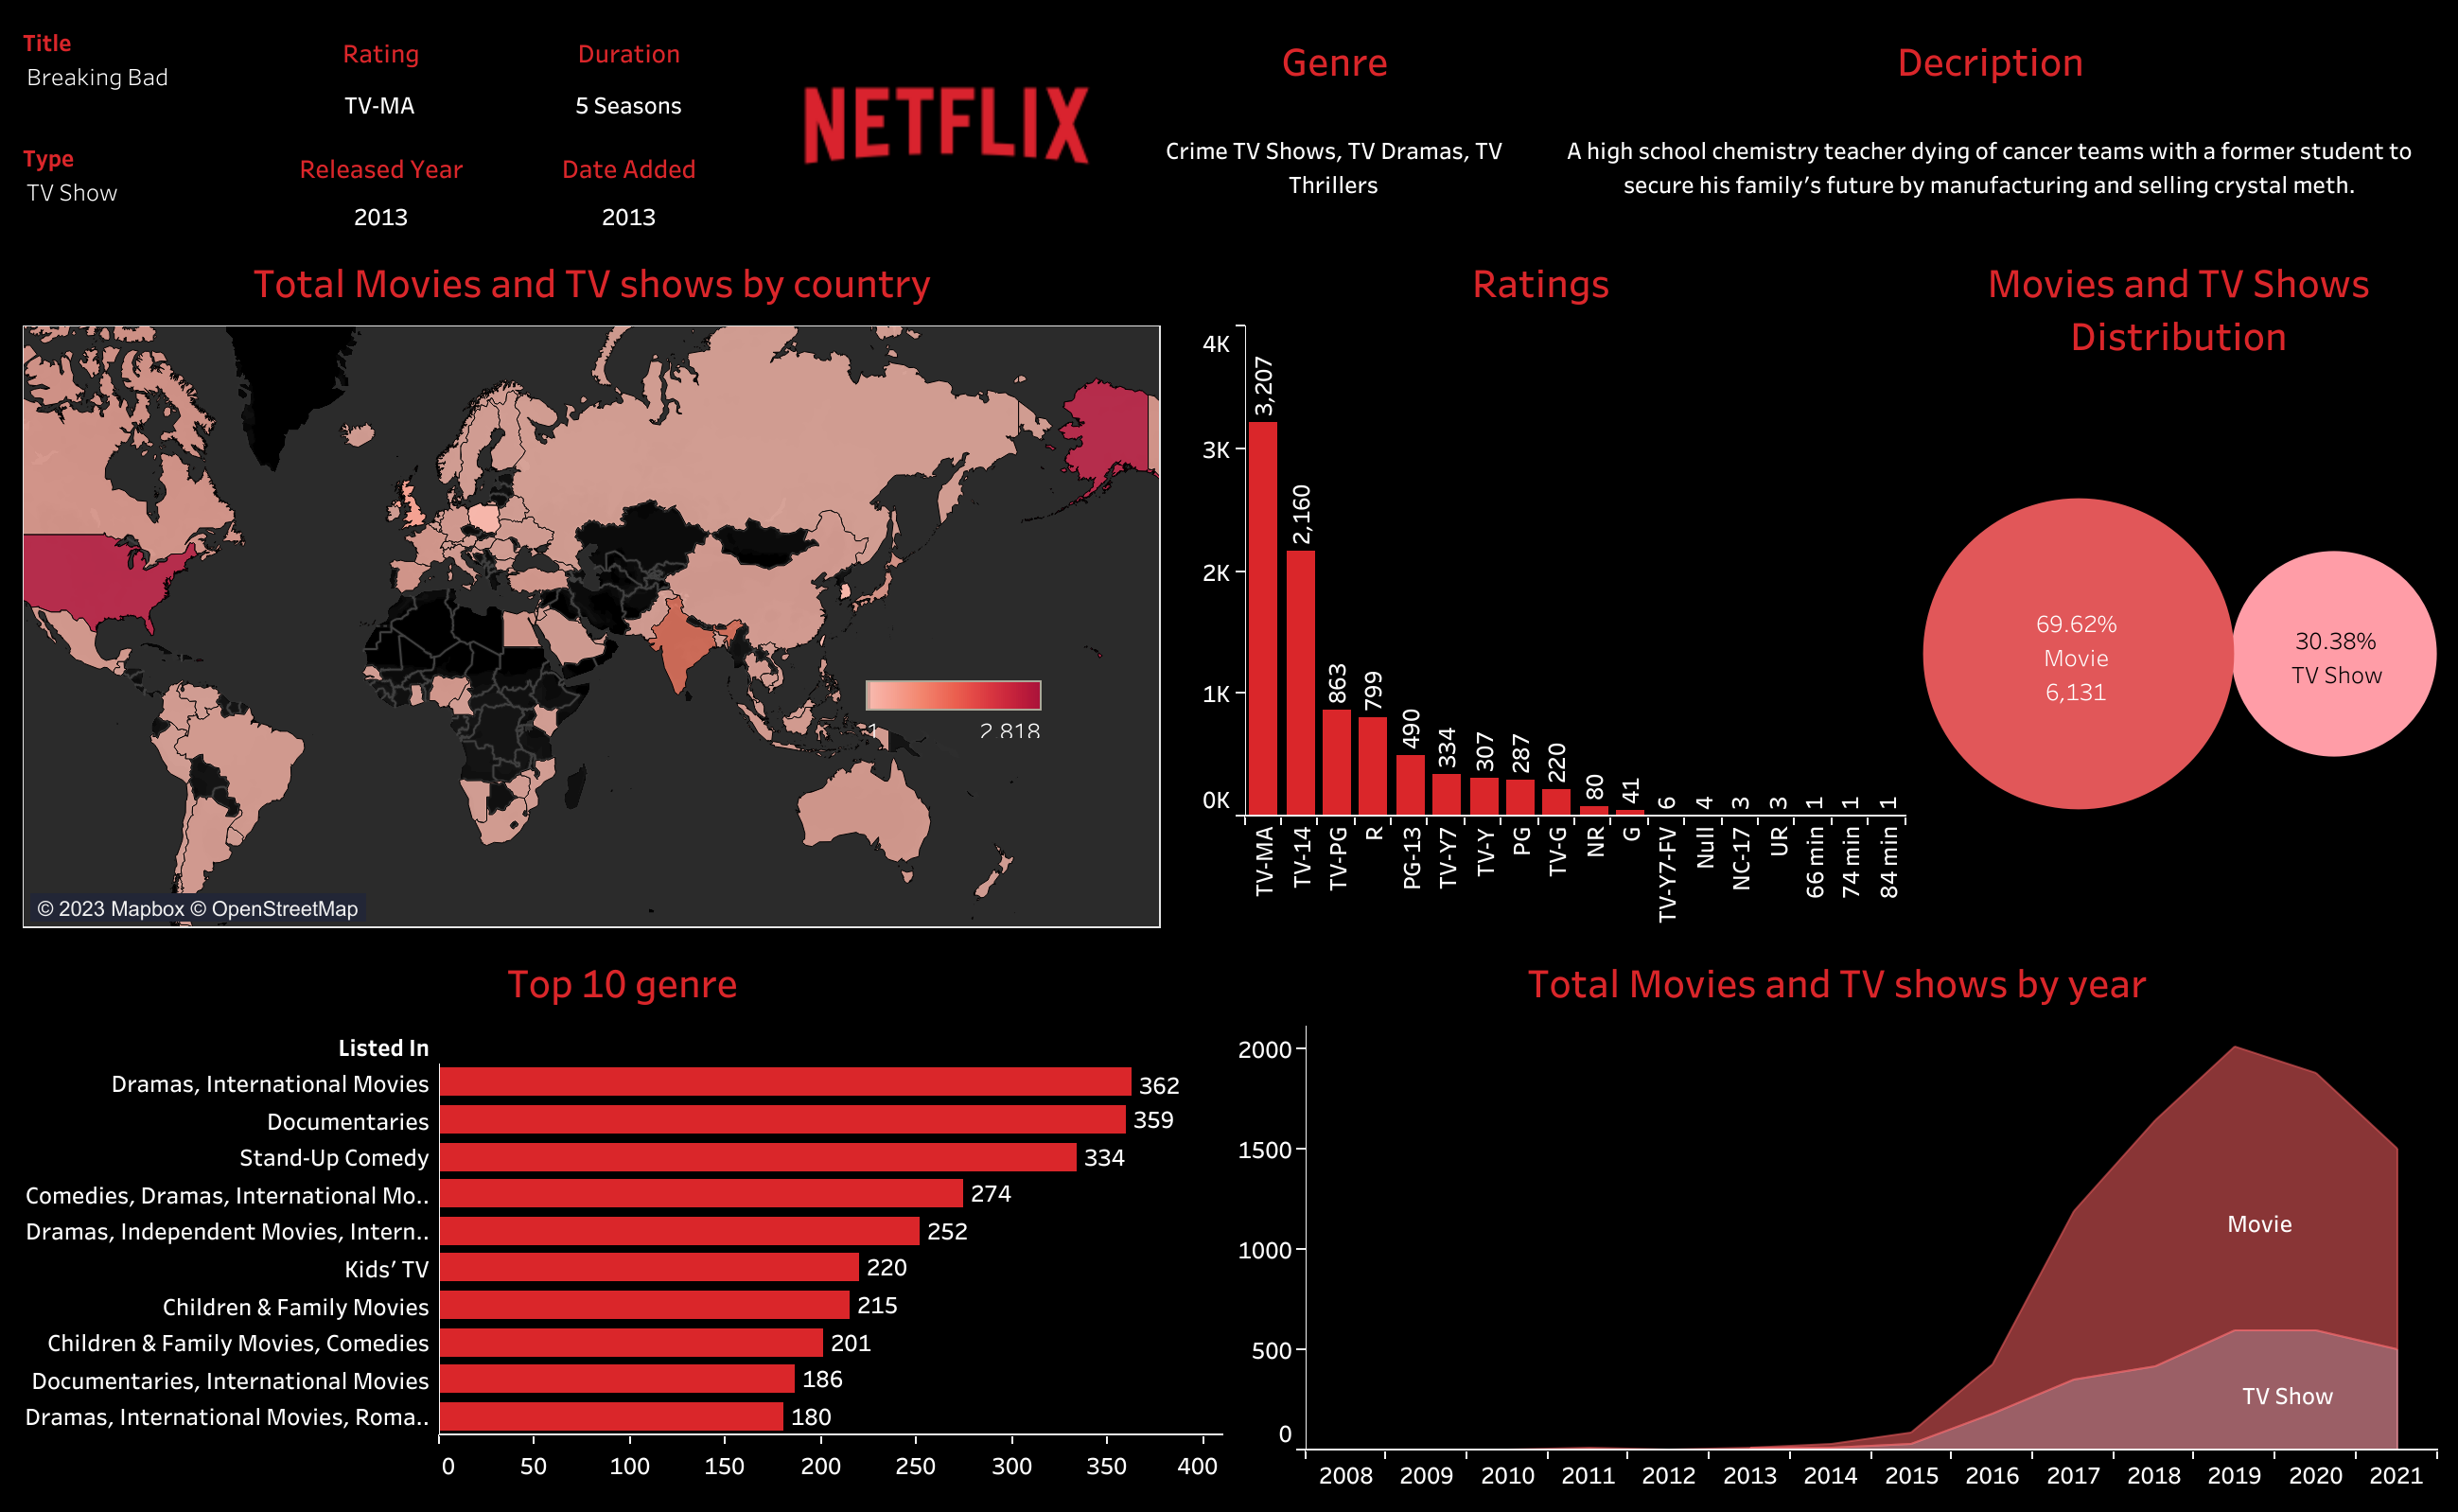 Title
Breaking Bad
Type
TV Show
Rating
TV-MA
Duration
5 Seasons
Released Year
2013
Date Added
2013
NETFLIX
Genre
Crime TV Shows, TV Dramas, TV
Thrillers
Decription
A high school chemistry teacher dying of cancer teams with a former student to
secure his family’s future by manufacturing and selling crystal meth.
Total Movies and TV shows by country
1
2,818
© 2023 Mapbox © OpenStreetMap
Ratings
4K
3K
2K
1K
0K
3,207
2,160
863
799
490
334
307
287
220
80
41
6
4
3
3
1
1
1
TV-MA
TV-14
TV-PG
R
PG-13
TV-Y7
TV-Y
PG
TV-G
NR
G
TV-Y7-FV
Null
NC-17
UR
66 min
74 min
84 min
Movies and TV Shows
Distribution
69.62%
Movie
6,131
30.38%
TV Show
Top 10 genre
Listed In
Dramas, International Movies 362
Documentaries 359
Stand-Up Comedy 334
Comedies, Dramas, International Mo.. 274
Dramas, Independent Movies, Intern.. 252
Kids’ TV 220
Children & Family Movies 215
Children & Family Movies, Comedies 201
Documentaries, International Movies 186
Dramas, International Movies, Roma.. 180
0 50 100 150 200 250 300 350 400
Total Movies and TV shows by year
2000
1500
1000
500
0
Movie
TV Show
2008 2009 2010 2011 2012 2013 2014 2015 2016 2017 2018 2019 2020 2021